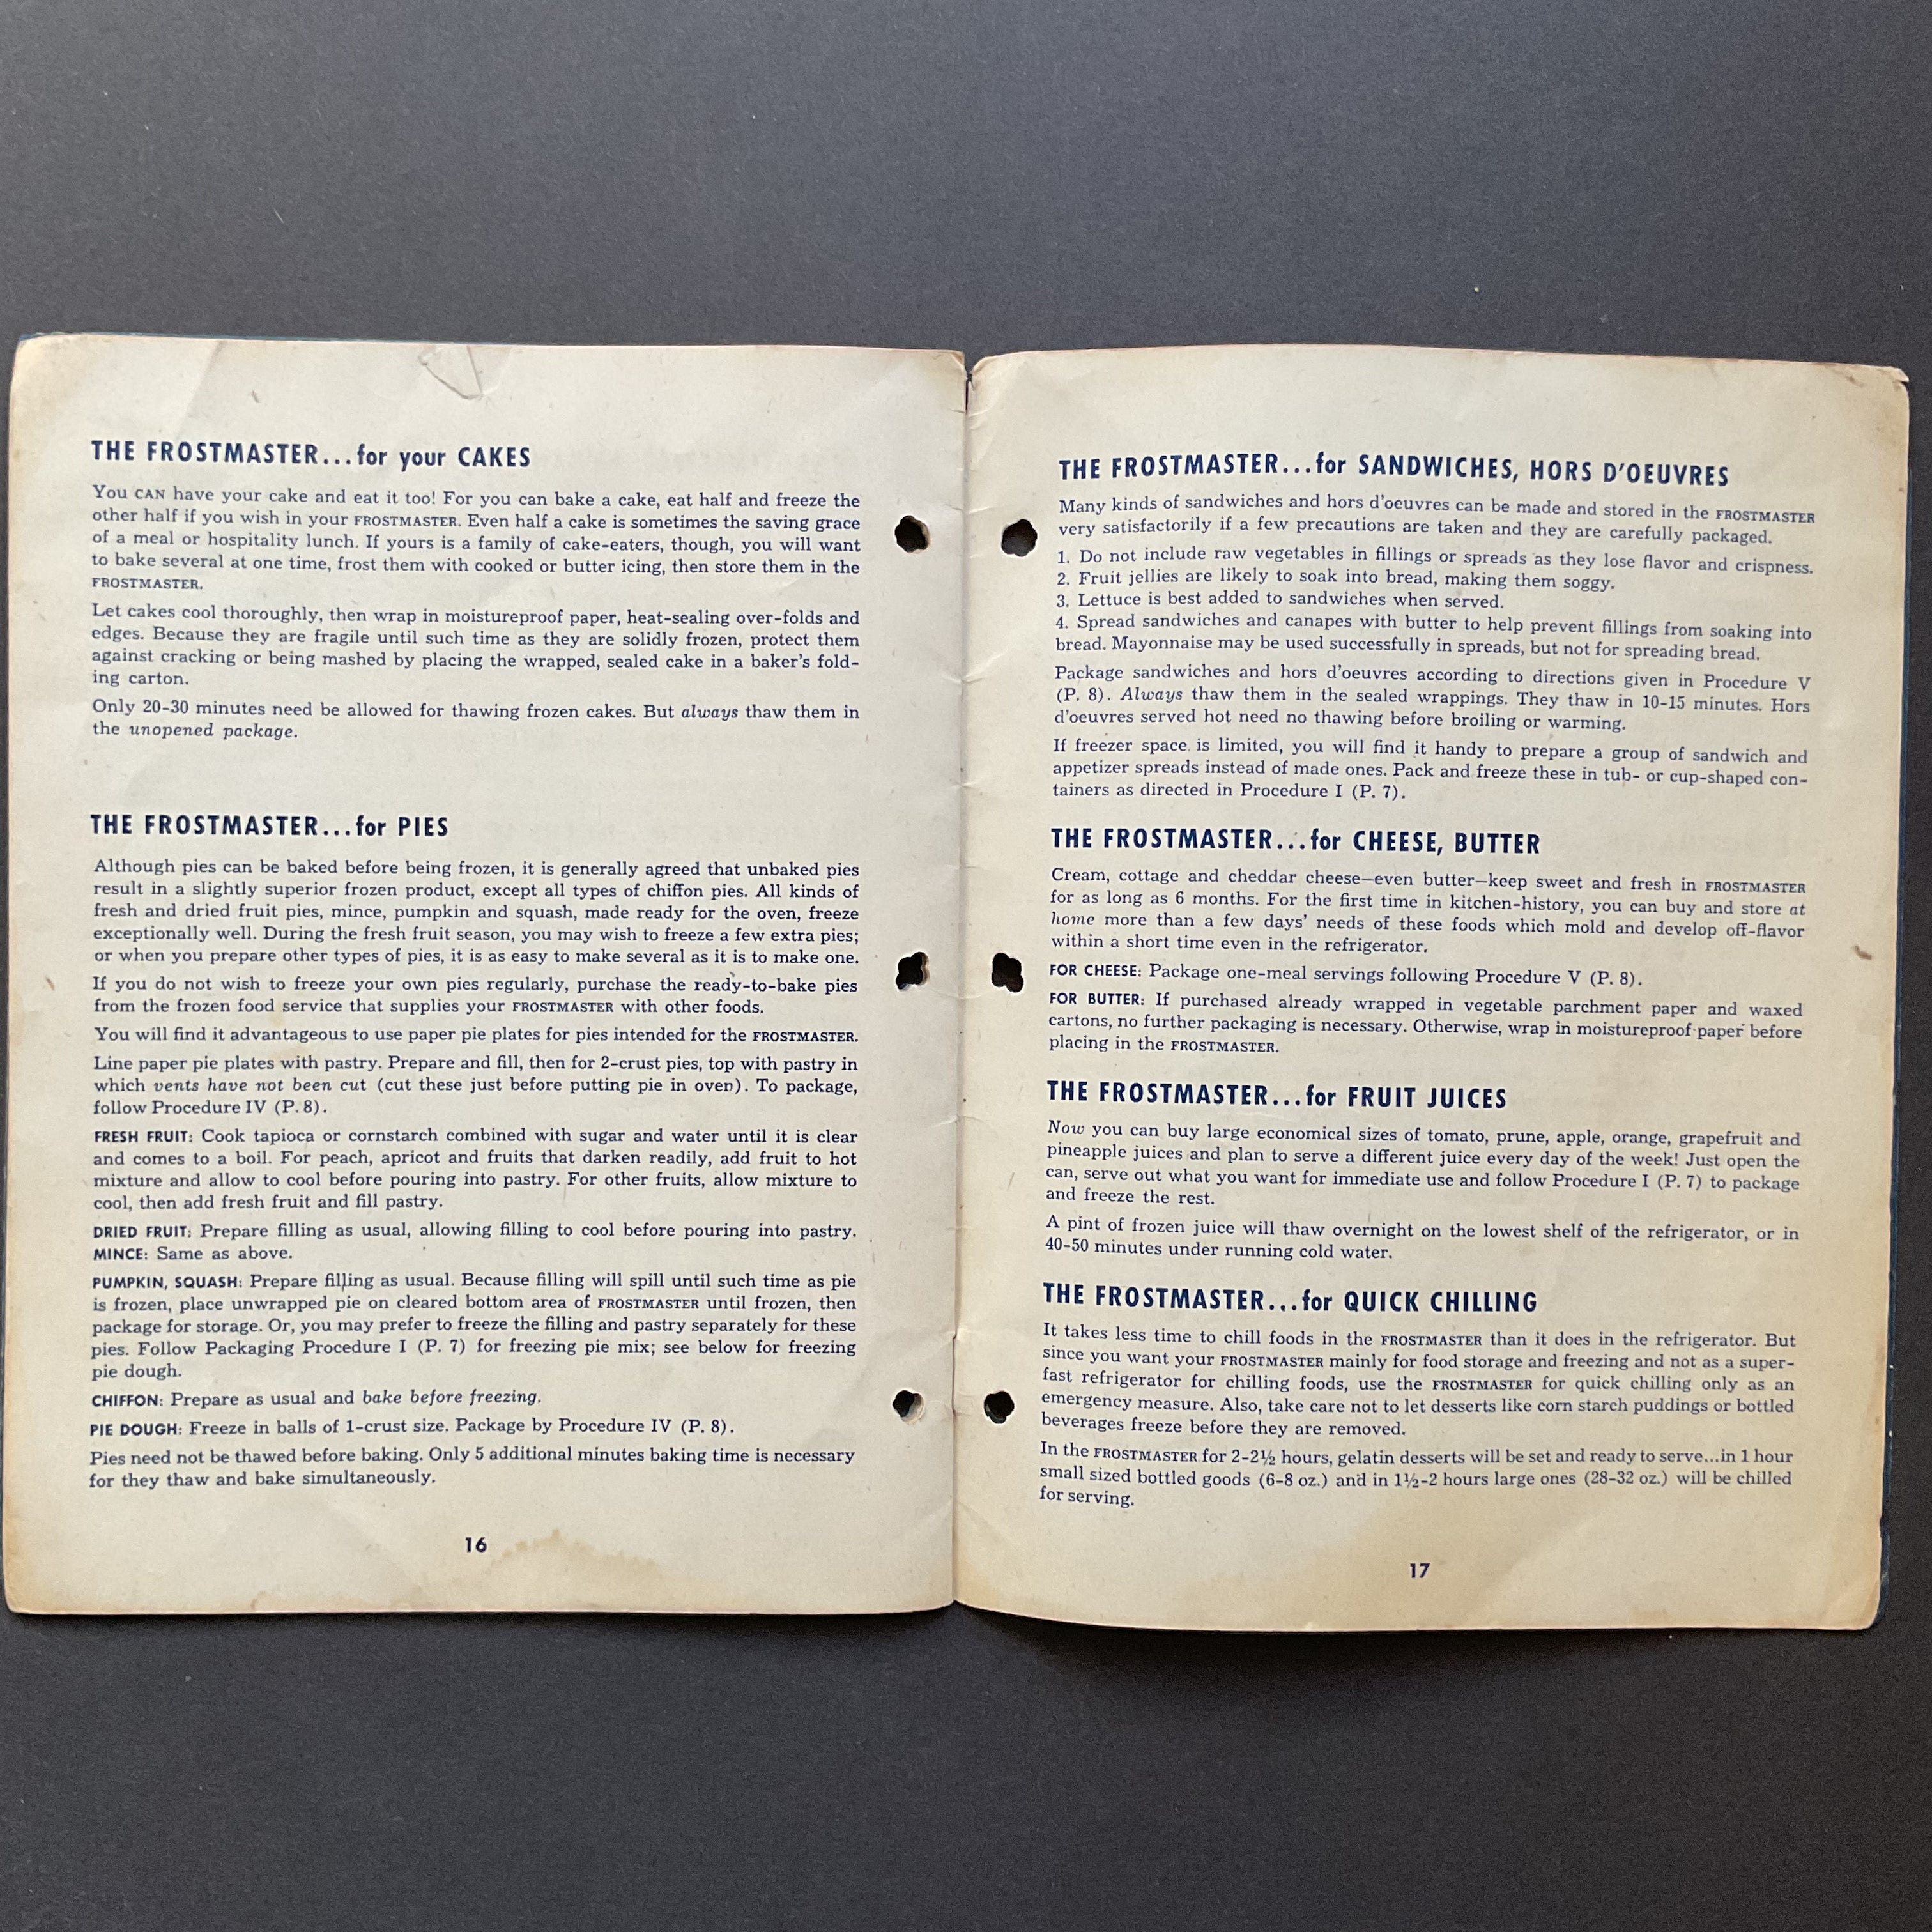 THE FROSTMASTER...for your CAKES
You CAN have your cake and eat it too! For you can bake a cake, eat half and freeze the
other half if you wish in your FROSTMASTER. Even half a cake is sometimes the saving grace
of a meal or hospitality lunch. If yours is a family of cake-eaters, though, you will want
to bake several at one time, frost them with cooked or butter icing, then store them in the
FROSTMASTER.
Let cakes cool thoroughly, then wrap in moistureproof paper, heat-sealing over-folds and
edges. Because they are fragile until such time as they are solidly frozen, protect them
against cracking or being mashed by placing the wrapped, sealed cake in a baker's fold-
ing carton.
Only 20-30 minutes need be allowed for thawing frozen cakes. But always thaw them in
the unopened package.
THE FROSTMASTER...for PIES
Although pies can be baked before being frozen, it is generally agreed that unbaked pies
result in a slightly superior frozen product, except all types of chiffon pies. All kinds of
fresh and dried fruit pies, mince, pumpkin and squash, made ready for the oven, freeze
exceptionally well. During the fresh fruit season, you may wish to freeze a few extra pies;
or when you prepare other types of pies, it is as easy to make several as it is to make one.
If you do not wish to freeze your own pies regularly, purchase the ready-to-bake pies
from the frozen food service that supplies your FROSTMASTER with other foods.
You will find it advantageous to use paper pie plates for pies intended for the FROSTMASTER.
Line paper pie plates with pastry. Prepare and fill, then for 2-crust pies, top with pastry in
which vents have not been cut (cut these just before putting pie in oven). To package,
follow Procedure IV (P. 8).
FRESH FRUIT: Cook tapioca or cornstarch combined with sugar and water until it is clear
and comes to a boil. For peach, apricot and fruits that darken readily, add fruit to hot
mixture and allow to cool before pouring into pastry. For other fruits, allow mixture to
cool, then add fresh fruit and fill pastry.
DRIED FRUIT: Prepare filling as usual, allowing filling to cool before pouring into pastry.
MINCE: Same as above.
PUMPKIN, SQUASH: Prepare filling as usual. Because filling will spill until such time as pie
is frozen, place unwrapped pie on cleared bottom area of FROSTMASTER until frozen, then
package for storage. Or, you may prefer to freeze the filling and pastry separately for these
pies. Follow Packaging Procedure I (P. 7) for freezing pie mix; see below for freezing
pie dough.
CHIFFON: Prepare as usual and bake before freezing.
PIE DOUGH: Freeze in balls of 1-crust size. Package by Procedure IV (P. 8).
Pies need not be thawed before baking. Only 5 additional minutes baking time is necessary
for they thaw and bake simultaneously.
16
THE FROSTMASTER...for SANDWICHES, HORS D'OEUVRES
Many kinds of sandwiches and hors d'oeuvres can be made and stored in the FROSTMASTER
very satisfactorily if a few precautions are taken and they are carefully packaged.
1. Do not include raw vegetables in fillings or spreads as they lose flavor and crispness.
2. Fruit jellies are likely to soak into bread, making them soggy.
3. Lettuce is best added to sandwiches when served.
4. Spread sandwiches and canapes with butter to help prevent fillings from soaking into
bread. Mayonnaise may be used successfully in spreads, but not for spreading bread.
Package sandwiches and hors d'oeuvres according to directions given in Procedure V
(P. 8). Always thaw them in the sealed wrappings. They thaw in 10-15 minutes. Hors
d'oeuvres served hot need no thawing before broiling or warming.
If freezer space is limited, you will find it handy to prepare a group of sandwich and
appetizer spreads instead of made ones. Pack and freeze these in tub- or cup-shaped con-
tainers as directed in Procedure I (P. 7).
THE FROSTMASTER...for CHEESE, BUTTER
Cream, cottage and cheddar cheese—even butter—keep sweet and fresh in FROSTMASTER
for as long as 6 months. For the first time in kitchen-history, you can buy and store at
home more than a few days' needs of these foods which mold and develop off-flavor
within a short time even in the refrigerator.
FOR CHEESE: Package one-meal servings following Procedure V (P. 8).
FOR BUTTER: If purchased already wrapped in vegetable parchment paper and waxed
cartons, no further packaging is necessary. Otherwise, wrap in moistureproof paper before
placing in the FROSTMASTER.
THE FROSTMASTER...for FRUIT JUICES
Now you can buy large economical sizes of tomato, prune, apple, orange, grapefruit and
pineapple juices and plan to serve a different juice every day of the week! Just open the
can, serve out what you want for immediate use and follow Procedure I (P. 7) to package
and freeze the rest.
A pint of frozen juice will thaw overnight on the lowest shelf of the refrigerator, or in
40-50 minutes under running cold water.
THE FROSTMASTER...for QUICK CHILLING
It takes less time to chill foods in the FROSTMASTER than it does in the refrigerator. But
since you want your FROSTMASTER mainly for food storage and freezing and not as a super-
fast refrigerator for chilling foods, use the FROSTMASTER for quick chilling only as an
emergency measure. Also, take care not to let desserts like corn starch puddings or bottled
beverages freeze before they are removed.
In the FROSTMASTER for 2-2½ hours, gelatin desserts will be set and ready to serve...in 1 hour
small sized bottled goods (6-8 oz.) and in 1½-2 hours large ones (28-32 oz.) will be chilled
for serving.
17